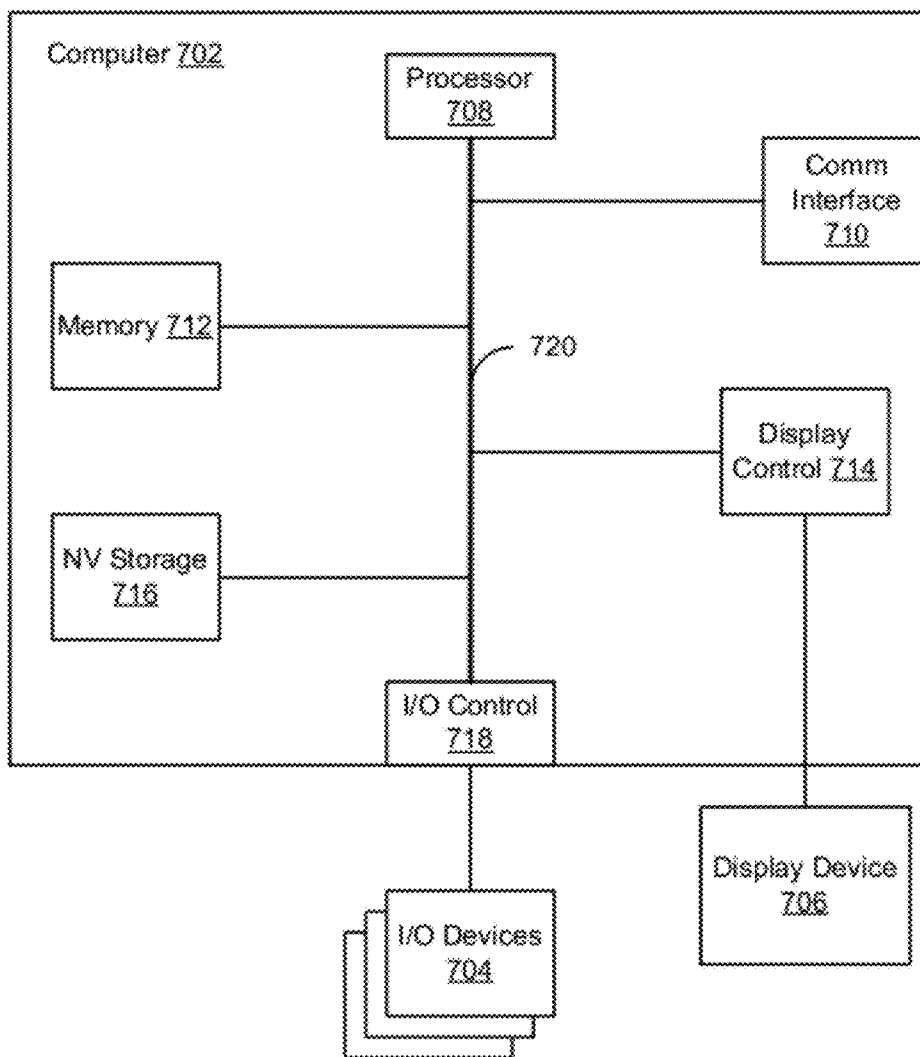 Computer 702
Processor
708
Comm
Interface
710
Memory 712
720
Display
Control 714
NV Storage
716
I/O Control
718
Display Device
706
I/O Devices
704